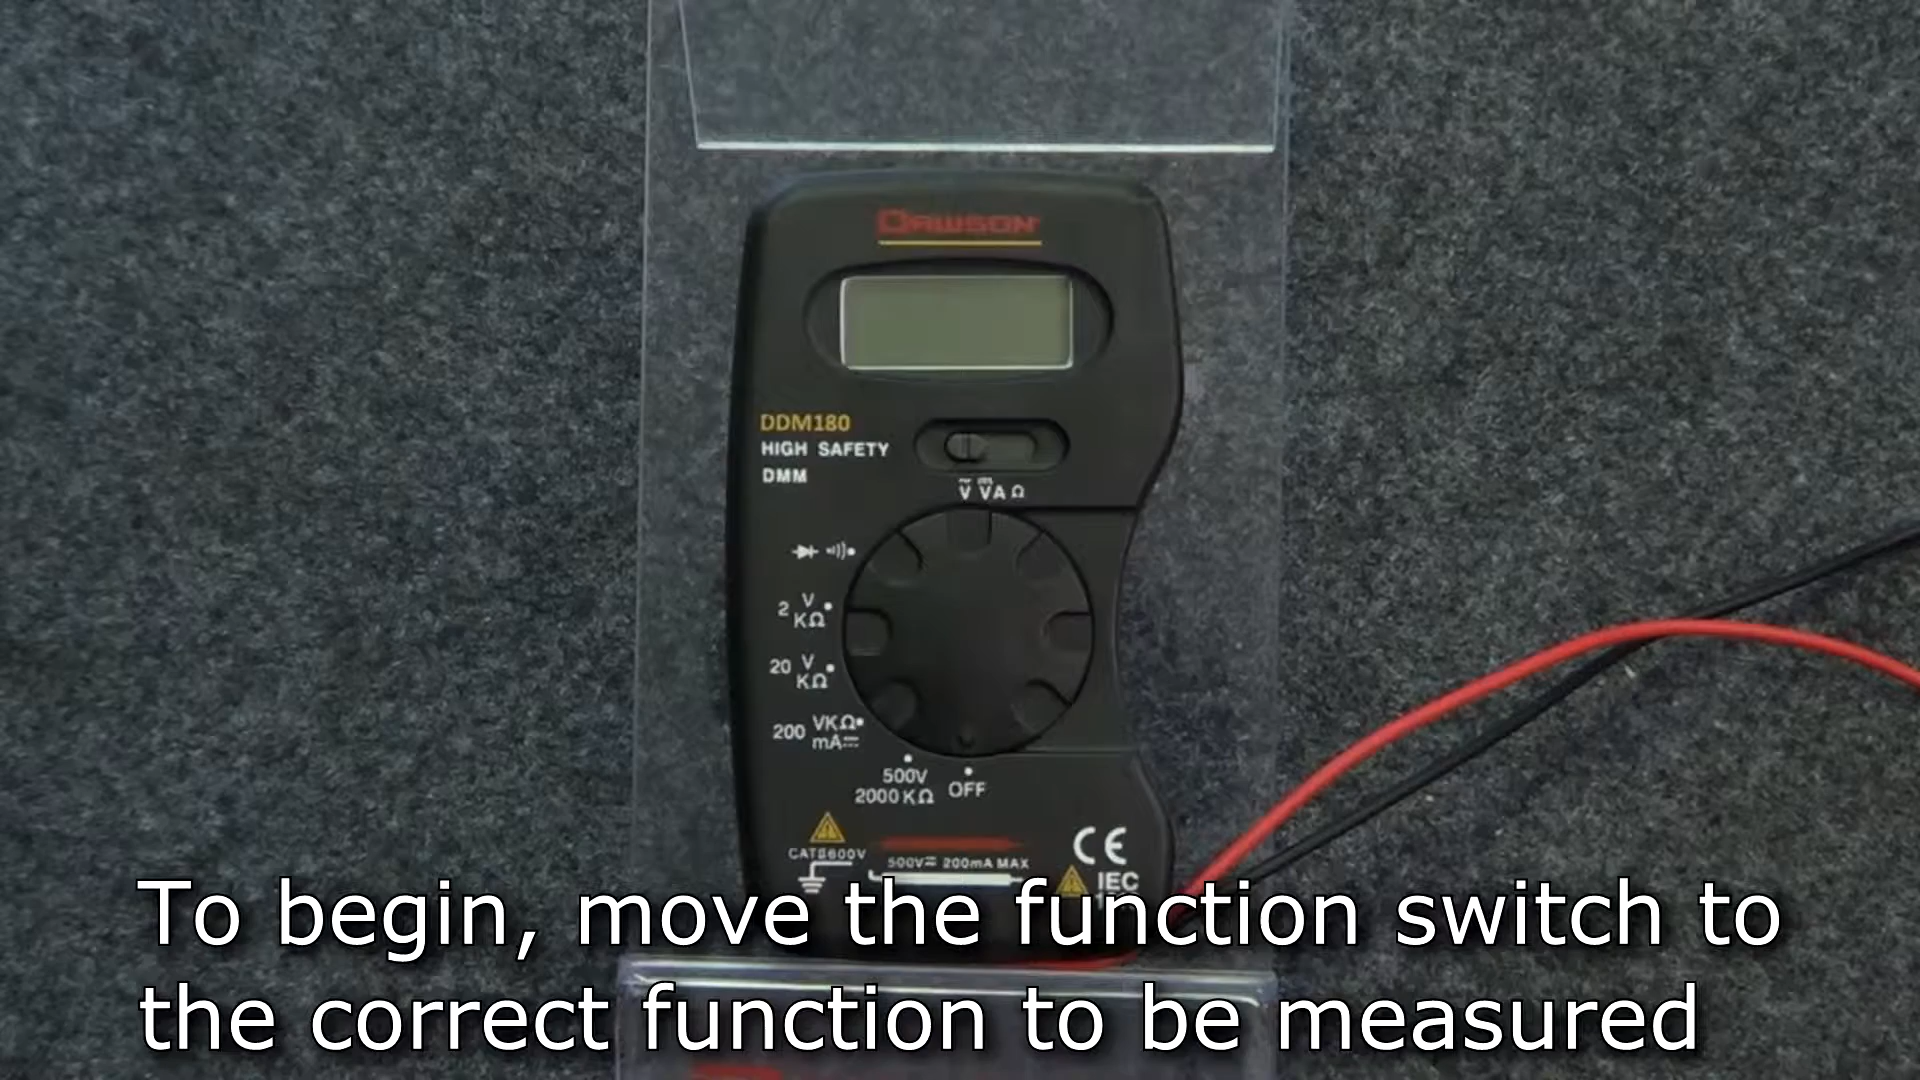 DAWSON
DDM180
HIGH SAFETY
DMM
V VA Ω
2 V KΩ
20 V KΩ
200 VKΩ mA
500V
2000 KΩ
OFF
CAT II 600V
500V 200mA MAX
CE
IEC
To begin, move the function switch to
the correct function to be measured